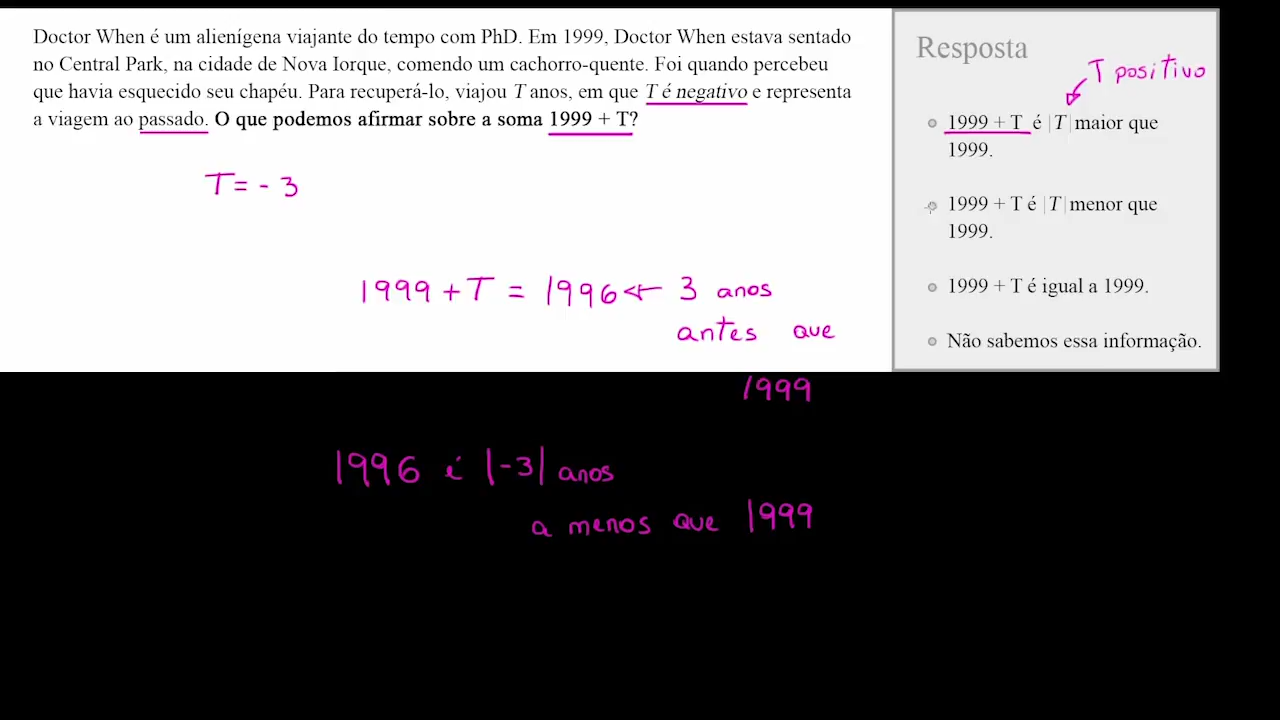 Doctor When é um alienígena viajante do tempo com PhD. Em 1999, Doctor When estava sentado
no Central Park, na cidade de Nova Iorque, comendo um cachorro-quente. Foi quando percebeu
que havia esquecido seu chapéu. Para recuperá-lo, viajou T anos, em que T é negativo e representa
a viagem ao passado. O que podemos afirmar sobre a soma 1999 + T?
T = - 3
1999 + T = 1996 ← 3 anos
antes que
1999
1996 é |-3| anos
a menos que 1999
Resposta
T positivo
1999 + T é |T| maior que
1999.
1999 + T é |T| menor que
1999.
1999 + T é igual a 1999.
Não sabemos essa informação.